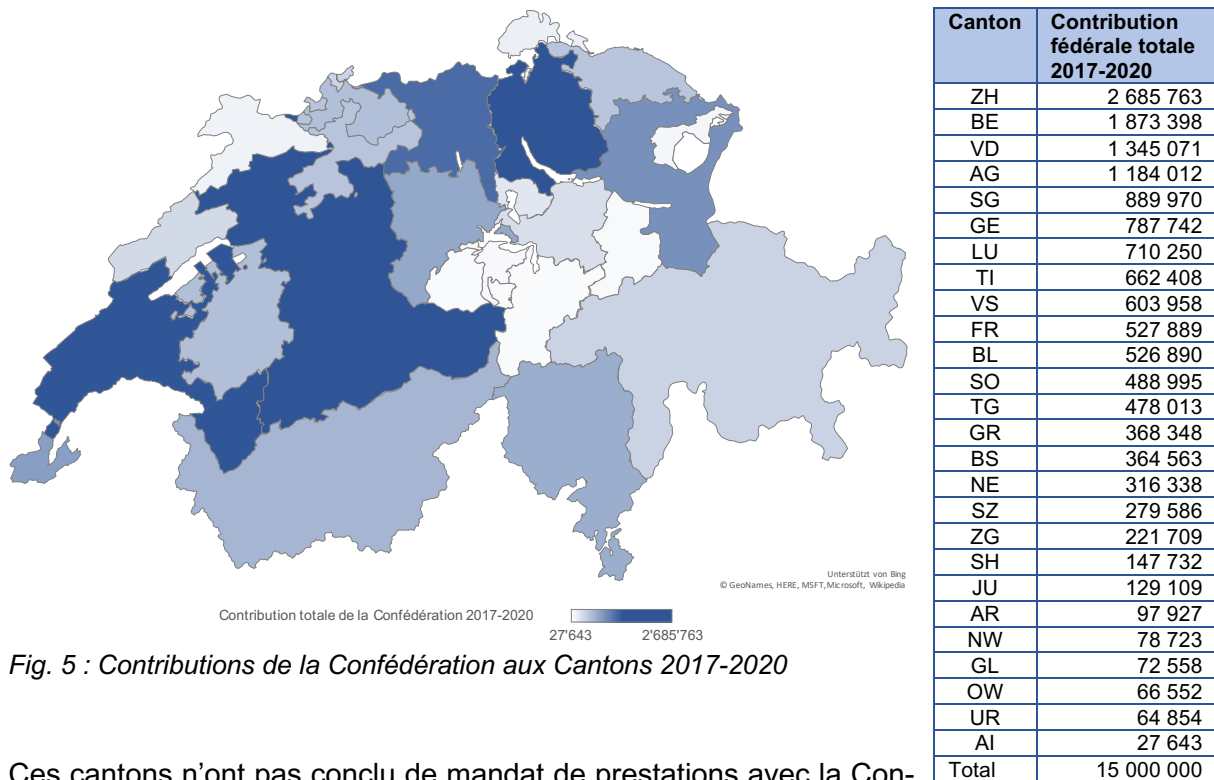 Unterstützt von Bing
© GeoNames, HERE, MSFT, Microsoft, Wikipedia
Contribution totale de la Confédération 2017-2020
27'643 2'685'763
Fig. 5 : Contributions de la Confédération aux Cantons 2017-2020
Ces cantons n'ont pas conclu de mandat de prestations avec la Con-
Canton Contribution
fédérale totale
2017-2020
ZH 2 685 763
BE 1 873 398
VD 1 345 071
AG 1 184 012
SG 889 970
GE 787 742
LU 710 250
TI 662 408
VS 603 958
FR 527 889
BL 526 890
SO 488 995
TG 478 013
GR 368 348
BS 364 563
NE 316 338
SZ 279 586
ZG 221 709
SH 147 732
JU 129 109
AR 97 927
NW 78 723
GL 72 558
OW 66 552
UR 64 854
AI 27 643
Total 15 000 000